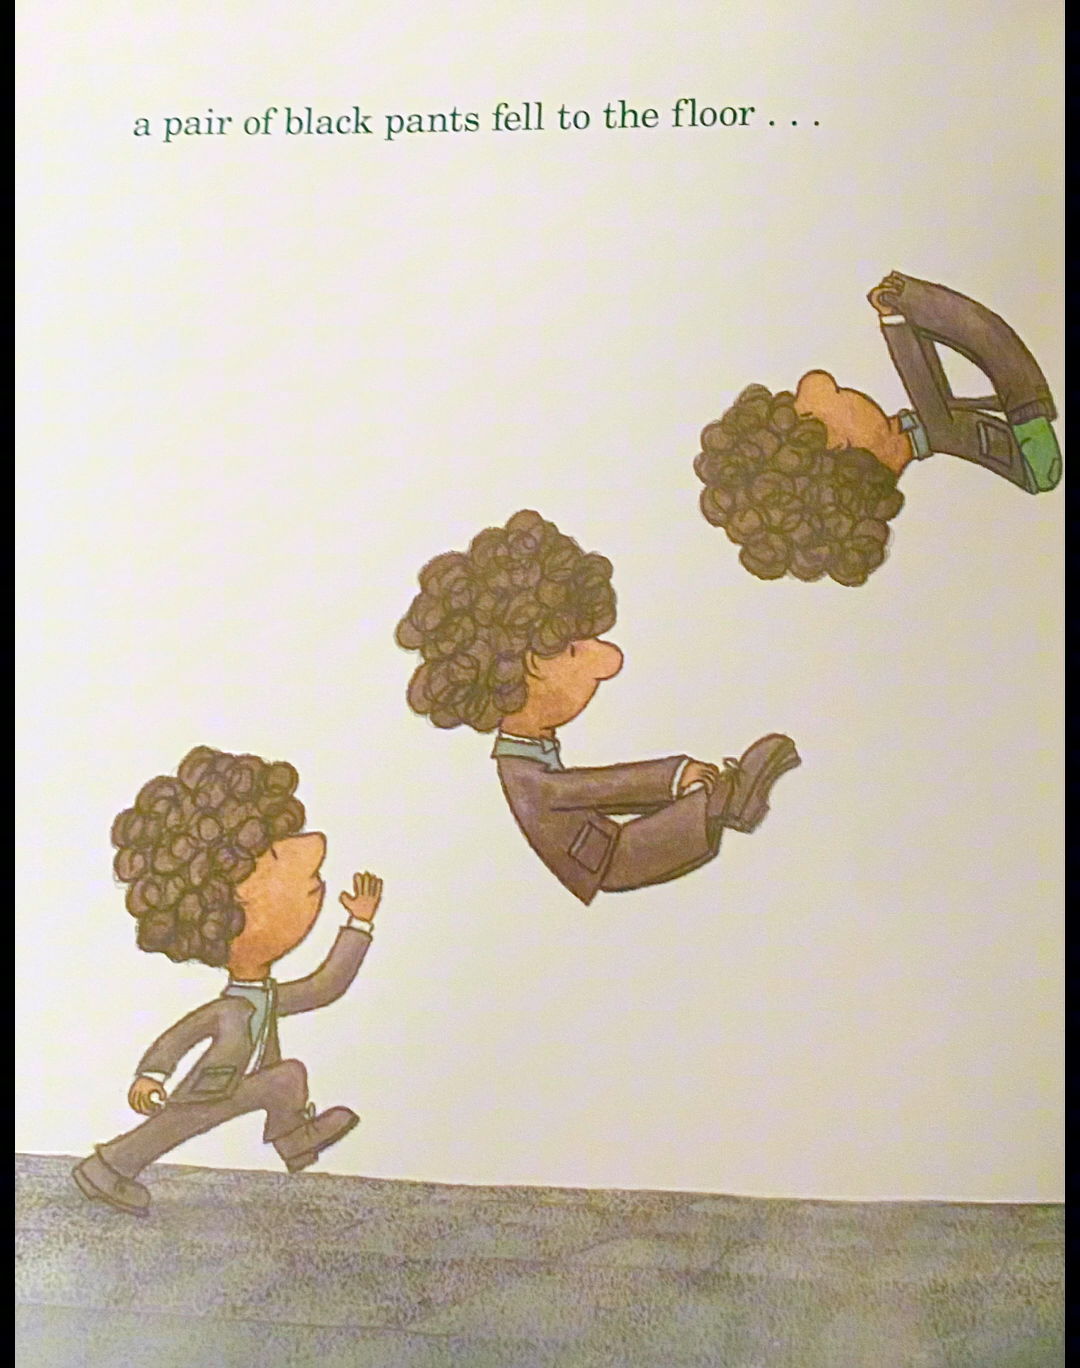 a pair of black pants fell to the floor . . .